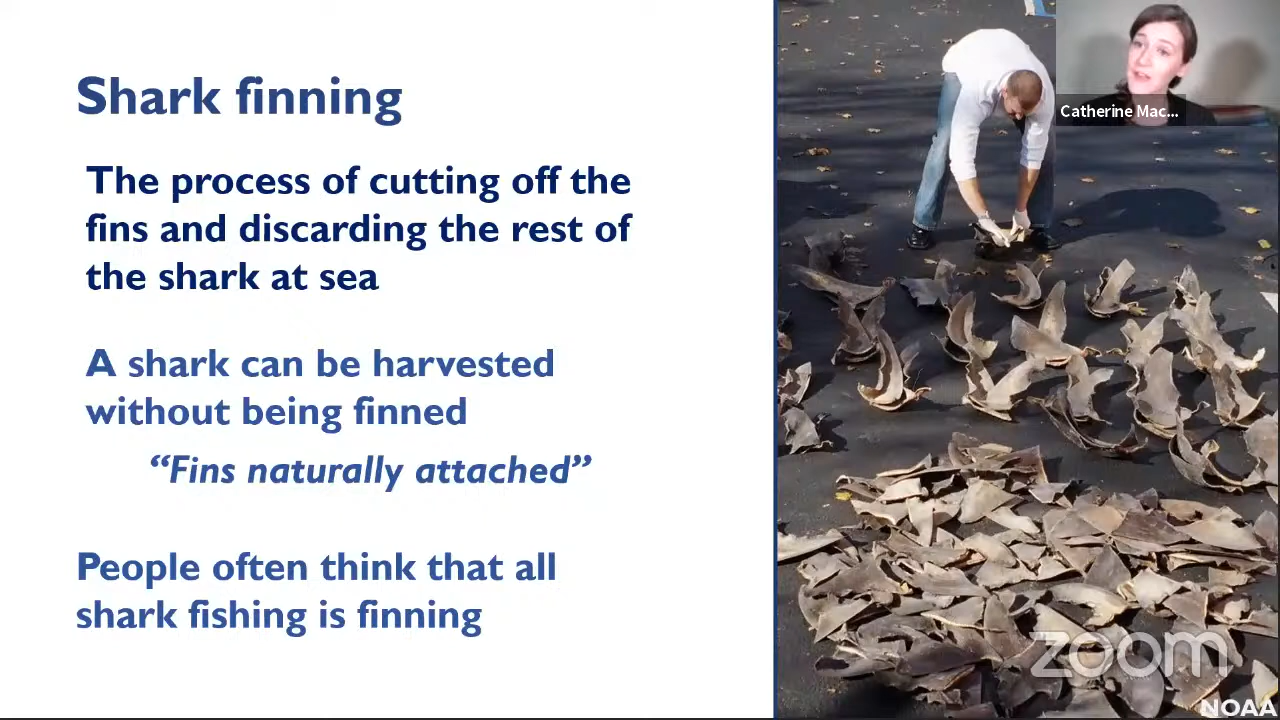 Shark finning
The process of cutting off the
fins and discarding the rest of
the shark at sea
A shark can be harvested
without being finned
“Fins naturally attached”
People often think that all
shark fishing is finning
Catherine Mac...
zoom
NOAA